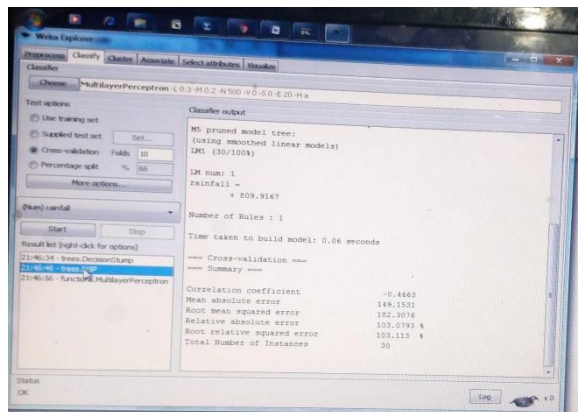 Weka Explorer
Preprocess Classify Cluster Associate Select attributes Visualize
Classifier
Choose MultilayerPerceptron -L 0.3 -M 0.2 -N 500 -V 0 -S 0 -E 20 -H a
Test options
Use training set
Supplied test set Set...
Cross-validation Folds 10
Percentage split % 66
More options...
(Num) rainfall
Start Stop
Result list (right-click for options)
21:46:34 - trees.DecisionStump
21:46:46 - trees.M5P
21:46:56 - functions.MultilayerPerceptron
Classifier output
M5 pruned model tree:
(using smoothed linear models)
LM1 (30/100%)
LM num: 1
rainfall =
+ 809.9167
Number of Rules : 1
Time taken to build model: 0.06 seconds
=== Cross-validation ===
=== Summary ===
Correlation coefficient -0.4663
Mean absolute error 149.1531
Root mean squared error 182.3076
Relative absolute error 103.0793 %
Root relative squared error 103.113 %
Total Number of Instances 30
Status
OK
Log x 0